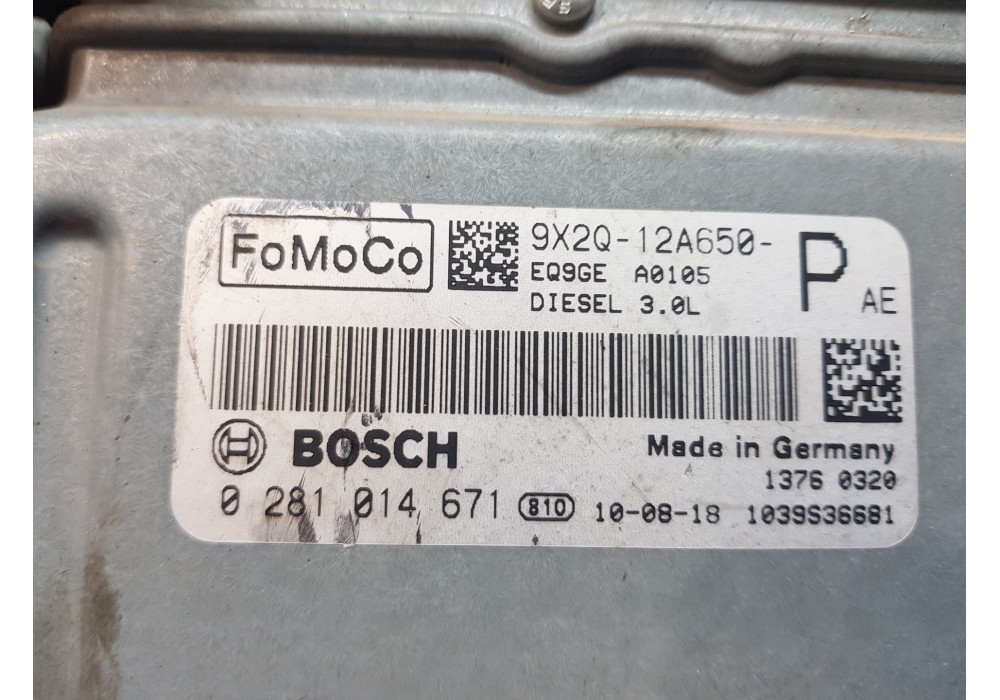 FoMoCo
9X2Q-12A650- P AE
EQ9GE A0105
DIESEL 3.0L
BOSCH
Made in Germany
1376 0320
0 281 014 671 810 10-08-18 1039S36681